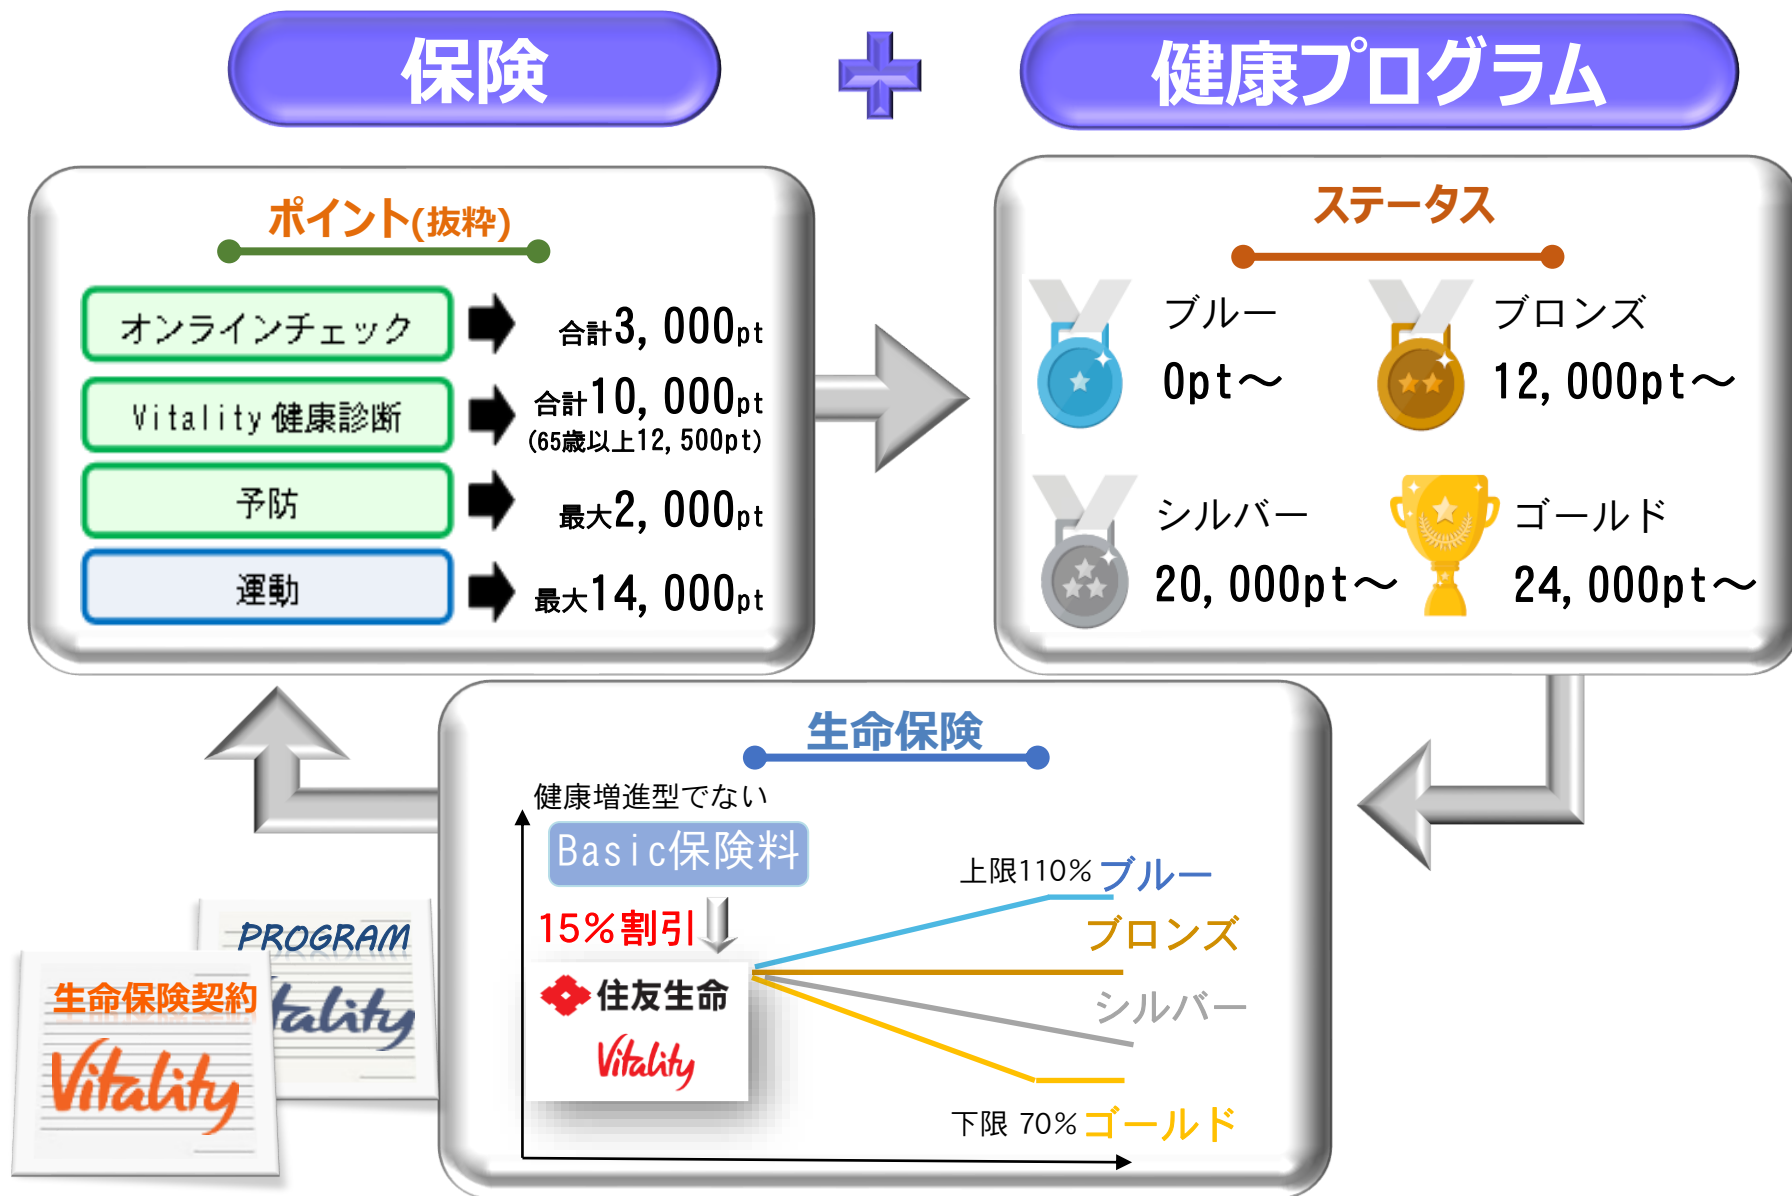 保険
健康プログラム
ポイント(抜粋)
オンラインチェック
合計3,000pt
Vitality健康診断
合計10,000pt
(65歳以上12,500pt)
予防
最大2,000pt
運動
最大14,000pt
ステータス
ブルー
0pt～
ブロンズ
12,000pt～
シルバー
20,000pt～
ゴールド
24,000pt～
生命保険
健康増進型でない
Basic保険料
15%割引
住友生命
Vitality
上限110%
ブルー
ブロンズ
シルバー
下限 70%
ゴールド
PROGRAM
Vitality
生命保険契約
Vitality